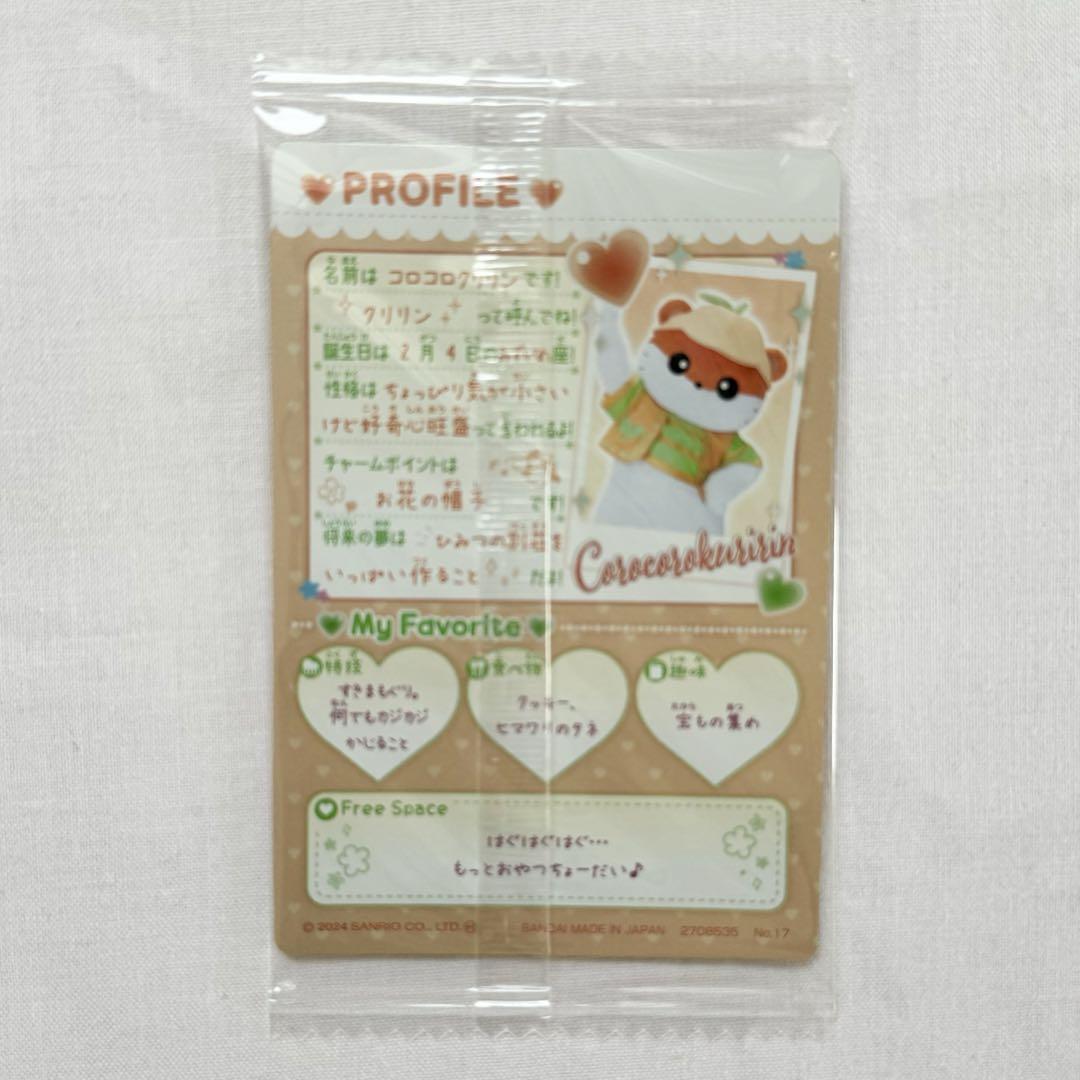 PROFILE
名前は コロコロクリリン です!
クリリン って呼んでね!
誕生日は 2 月 4 日のみずがめ座!
性格は ちょっぴり気が小さい
けど好奇心旺盛って言われるよ!
チャームポイントは
お花の帽子 です!
将来の夢は ひみつの別荘を
いっぱい作ること だよ!
Corocorokuririn
My Favorite
特技
すきまもぐり。
何でもカジカジ
かじること
食べ物
クッキー、
ヒマワリのタネ
趣味
宝もの集め
Free Space
はぐはぐはぐ…
もっとおやつちょーだい♪
© 2024 SANRIO CO., LTD. Ⓗ BANDAI MADE IN JAPAN 2708535 No.17